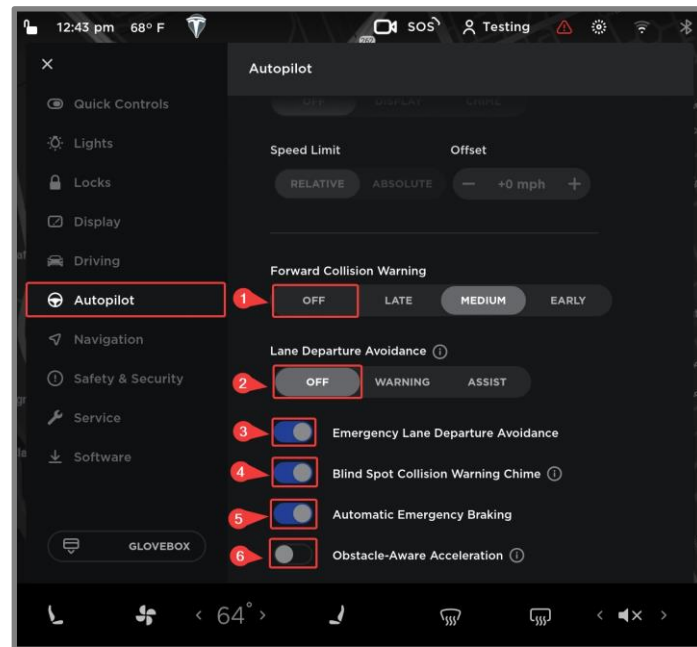 12:43 pm 68° F SOS Testing
Autopilot
Quick Controls
OFF DISPLAY CHIME
Lights
Speed Limit Offset
Locks
RELATIVE ABSOLUTE — +0 mph +
Display
Driving
Forward Collision Warning
Autopilot
1 OFF LATE MEDIUM EARLY
Navigation
Lane Departure Avoidance
Safety & Security
2 OFF WARNING ASSIST
Service
3 Emergency Lane Departure Avoidance
Software
4 Blind Spot Collision Warning Chime
5 Automatic Emergency Braking
GLOVEBOX
6 Obstacle-Aware Acceleration
< 64° > < >